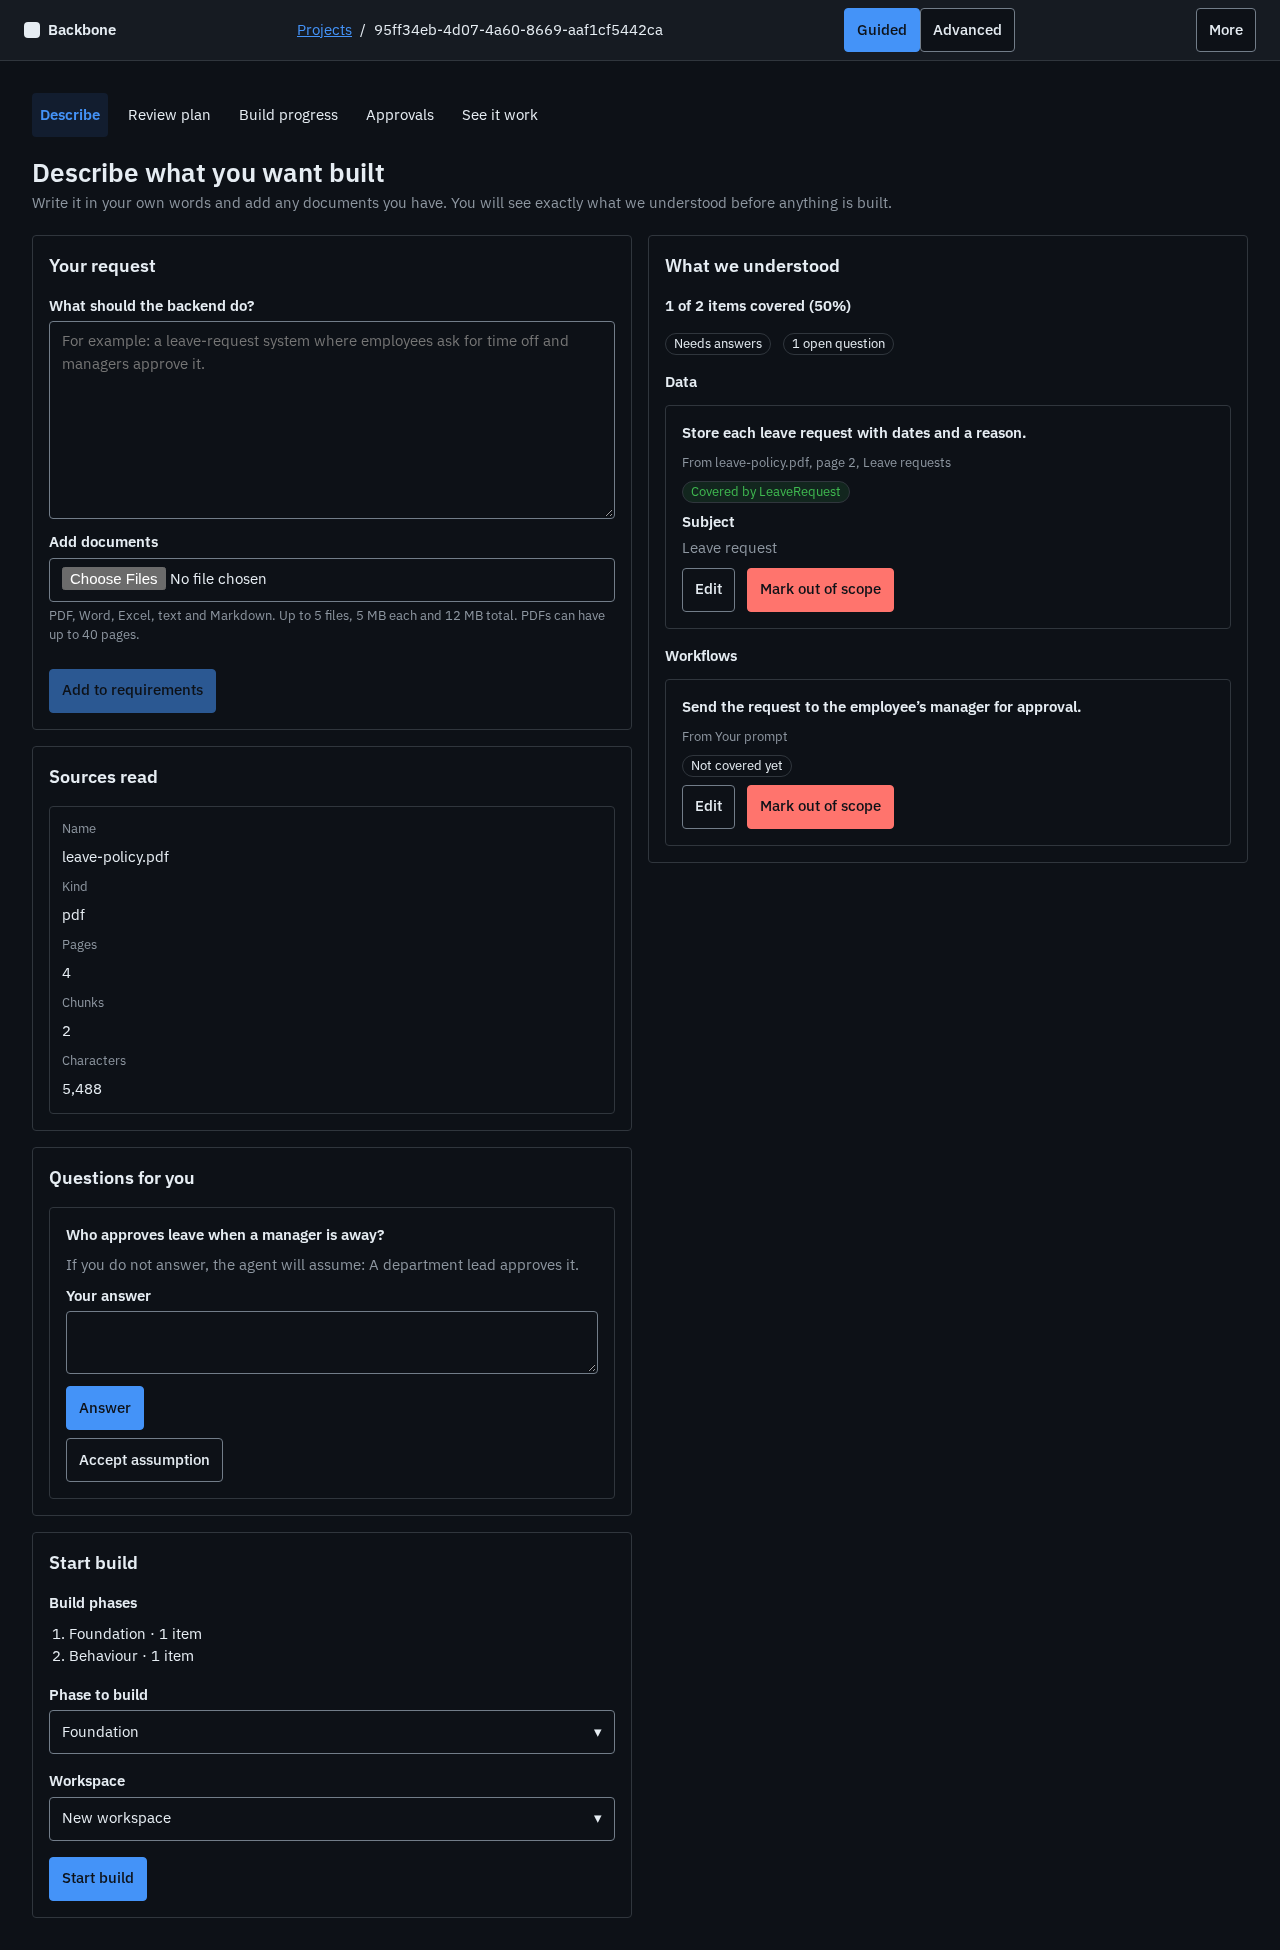 Backbone
Projects / 95ff34eb-4d07-4a60-8669-aaf1cf5442ca
Guided
Advanced
More
Describe
Review plan
Build progress
Approvals
See it work
Describe what you want built
Write it in your own words and add any documents you have. You will see exactly what we understood before anything is built.
Your request
What should the backend do?
For example: a leave-request system where employees ask for time off and
managers approve it.
Add documents
Choose Files No file chosen
PDF, Word, Excel, text and Markdown. Up to 5 files, 5 MB each and 12 MB total. PDFs can have
up to 40 pages.
Add to requirements
Sources read
Name
leave-policy.pdf
Kind
pdf
Pages
4
Chunks
2
Characters
5,488
Questions for you
Who approves leave when a manager is away?
If you do not answer, the agent will assume: A department lead approves it.
Your answer
Answer
Accept assumption
Start build
Build phases
1. Foundation · 1 item
2. Behaviour · 1 item
Phase to build
Foundation
Workspace
New workspace
Start build
What we understood
1 of 2 items covered (50%)
Needs answers
1 open question
Data
Store each leave request with dates and a reason.
From leave-policy.pdf, page 2, Leave requests
Covered by LeaveRequest
Subject
Leave request
Edit
Mark out of scope
Workflows
Send the request to the employee’s manager for approval.
From Your prompt
Not covered yet
Edit
Mark out of scope